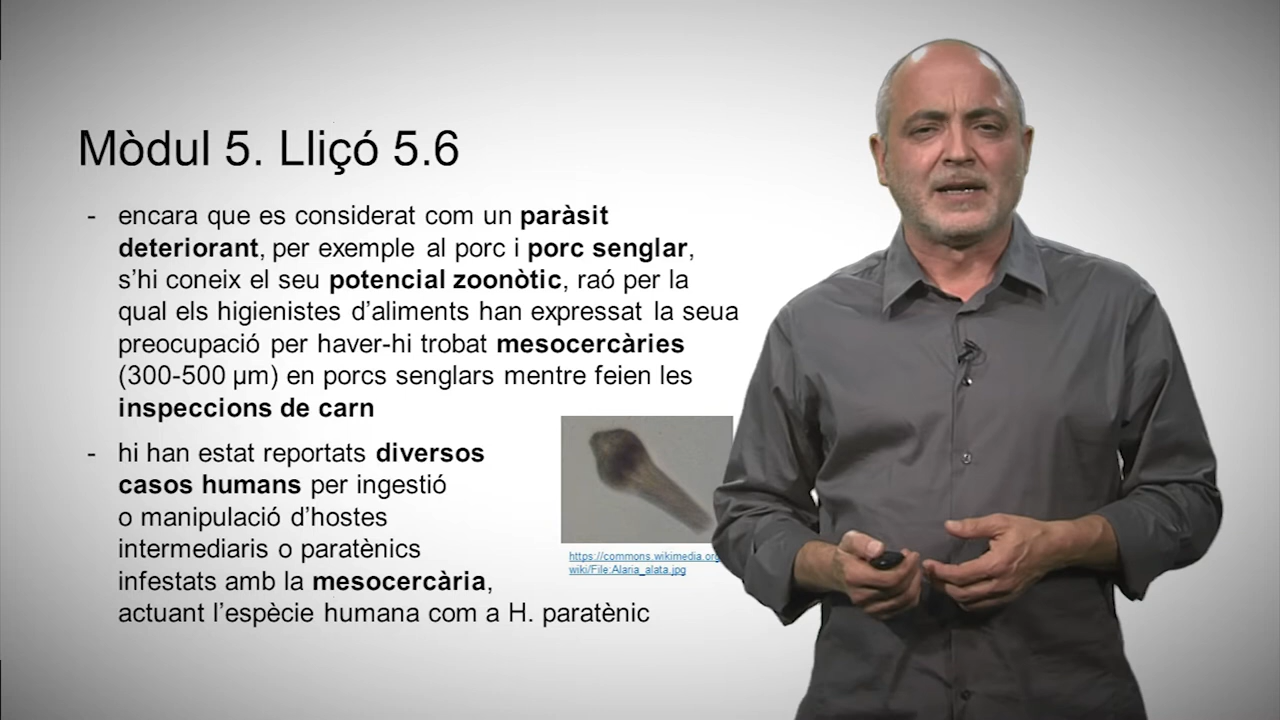 Mòdul 5. Lliçó 5.6
- encara que es considerat com un paràsit
deteriorant, per exemple al porc i porc senglar,
s’hi coneix el seu potencial zoonòtic, raó per la
qual els higienistes d’aliments han expressat la seua
preocupació per haver-hi trobat mesocercàries
(300-500 µm) en porcs senglars mentre feien les
inspeccions de carn
- hi han estat reportats diversos
casos humans per ingestió
o manipulació d’hostes
intermediaris o paratènics
infestats amb la mesocercària,
actuant l’espècie humana com a H. paratènic
https://commons.wikimedia.org
wiki/File:Alaria_alata.jpg